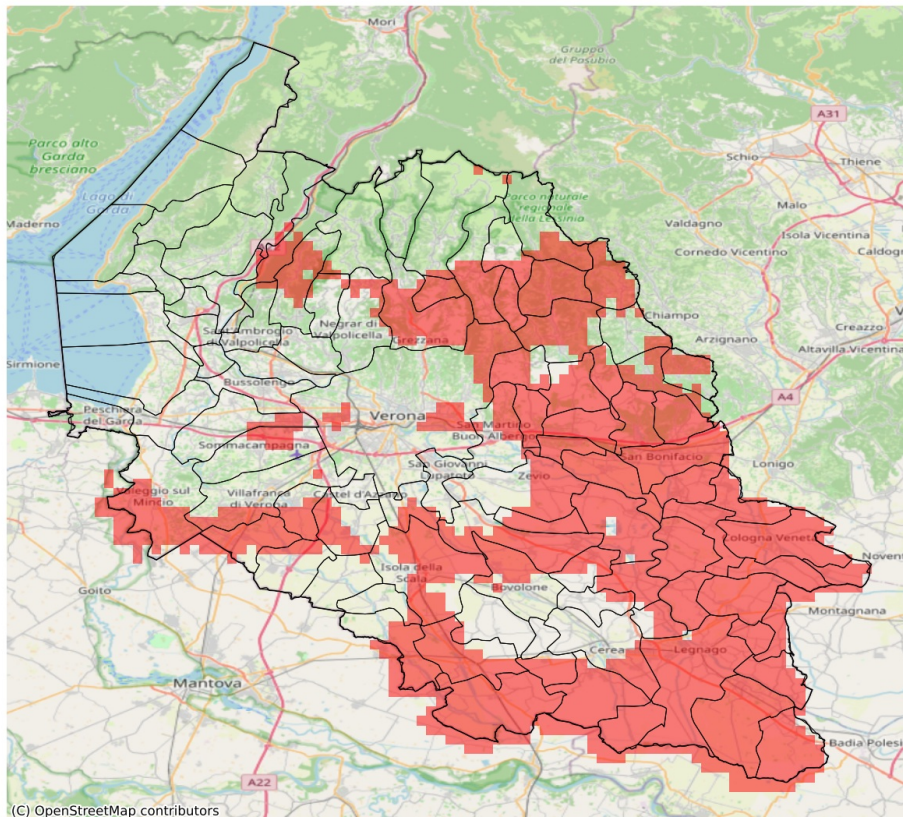 Mori
Gruppo
del Pasubio
A31
Schio
Thiene
Parco alto
Garda
bresciano
Lago di
Garda
Malo
Maderno
Parco naturale
regionale
della Lessinia
Valdagno
Isola Vicentina
Cornedo Vicentino
Caldogno
Chiampo
Sant'Ambrogio
di Valpolicella
Negrar di
Valpolicella
Grezzana
Arzignano
Creazzo
Altavilla Vicentina
Sirmione
Bussolengo
A4
Peschiera
del Garda
Verona
San Martino
Buon Albergo
Sommacampagna
San Bonifacio
Lonigo
San Giovanni
Lupatoto
Zevio
Valeggio sul
Mincio
Villafranca
di Verona
Castel d'Azzano
Cologna Veneta
Isola della
Scala
Goito
Bovolone
Montagnana
Cerea
Legnago
Mantova
Badia Polesi
A22
(C) OpenStreetMap contributors